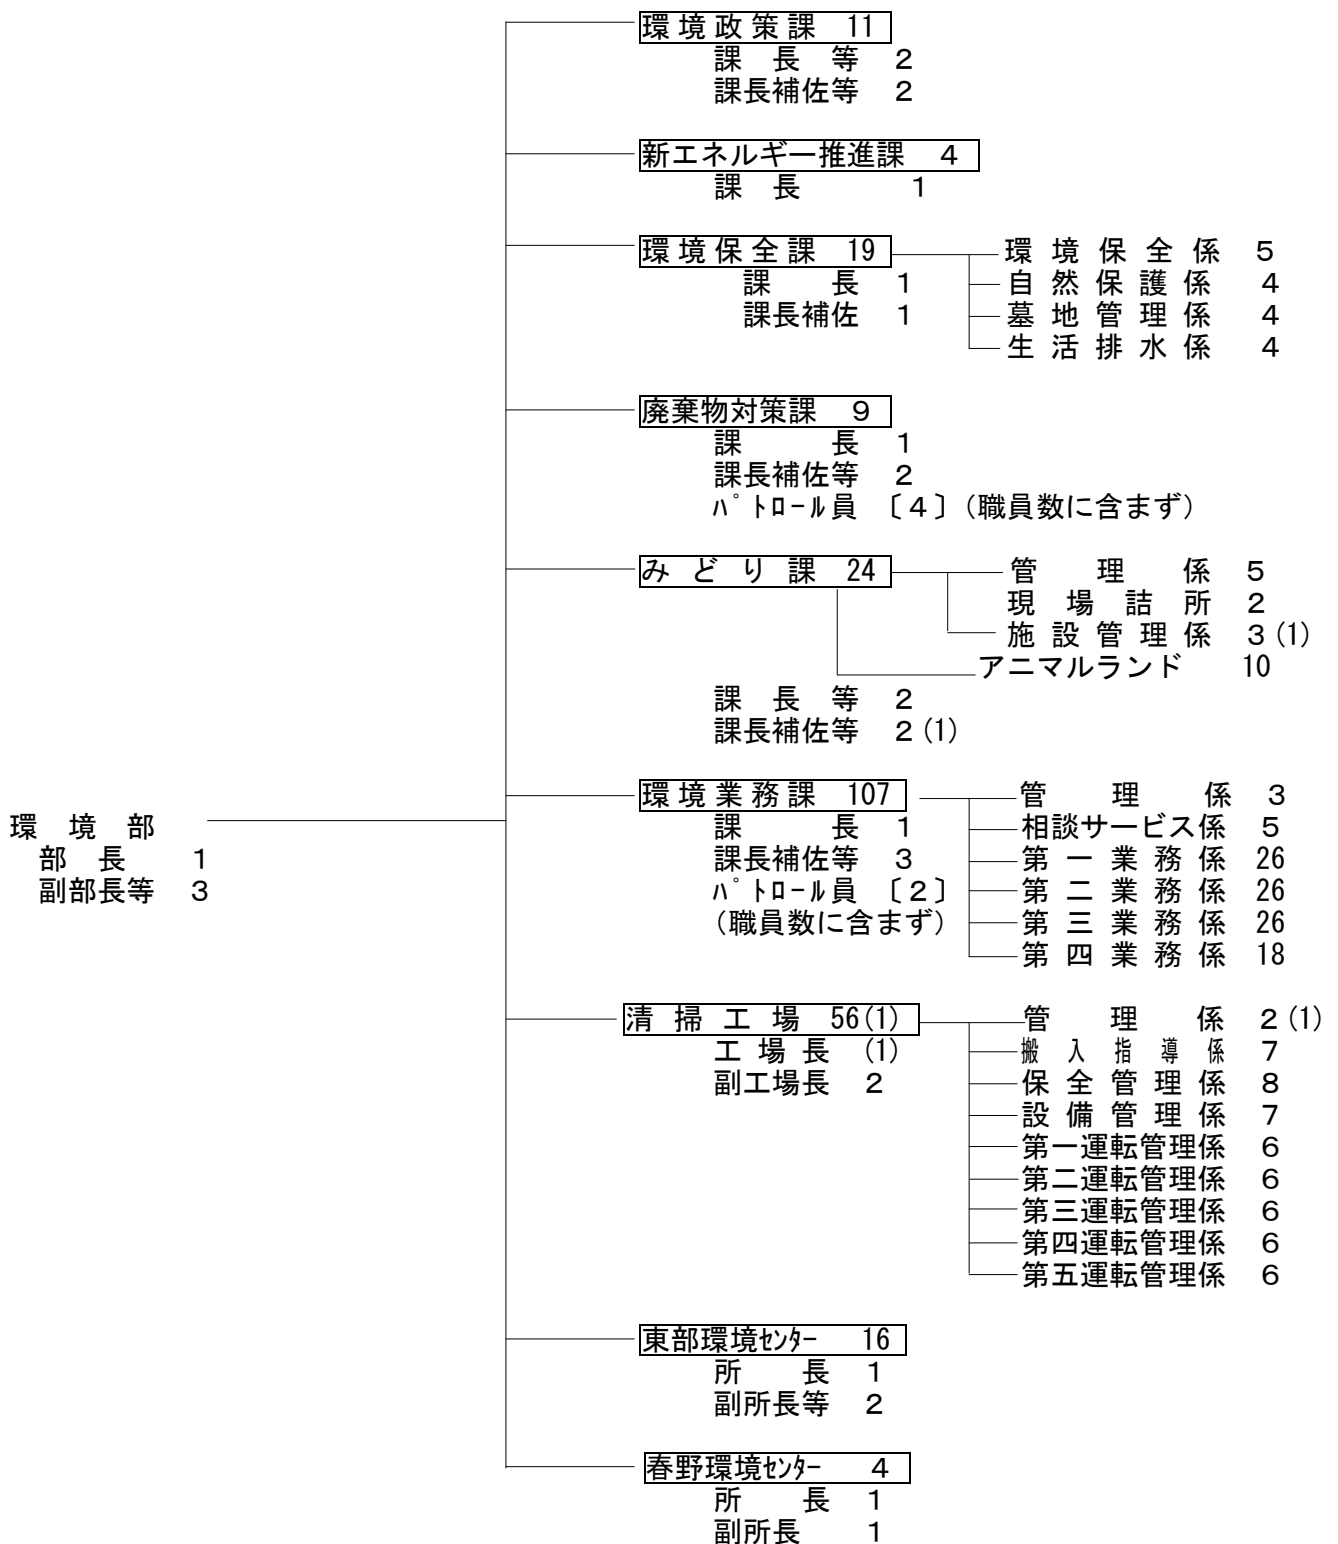 環境政策課 11
課長等 2
課長補佐等 2
新エネルギー推進課 4
課長 1
環境保全課 19
課長 1
課長補佐 1
環境保全係 5
自然保護係 4
墓地管理係 4
生活排水係 4
廃棄物対策課 9
課長 1
課長補佐等 2
ﾊﾟﾄﾛｰﾙ員 〔4〕(職員数に含まず)
みどり課 24
管理係 5
現場詰所 2
施設管理係 3(1)
アニマルランド 10
課長等 2
課長補佐等 2(1)
環境部
部長 1
副部長等 3
環境業務課 107
課長 1
課長補佐等 3
ﾊﾟﾄﾛｰﾙ員 〔2〕
(職員数に含まず)
管理係 3
相談サービス係 5
第一業務係 26
第二業務係 26
第三業務係 26
第四業務係 18
清掃工場 56(1)
工場長 (1)
副工場長 2
管理係 2(1)
搬入指導係 7
保全管理係 8
設備管理係 7
第一運転管理係 6
第二運転管理係 6
第三運転管理係 6
第四運転管理係 6
第五運転管理係 6
東部環境ｾﾝﾀｰ 16
所長 1
副所長等 2
春野環境ｾﾝﾀｰ 4
所長 1
副所長 1